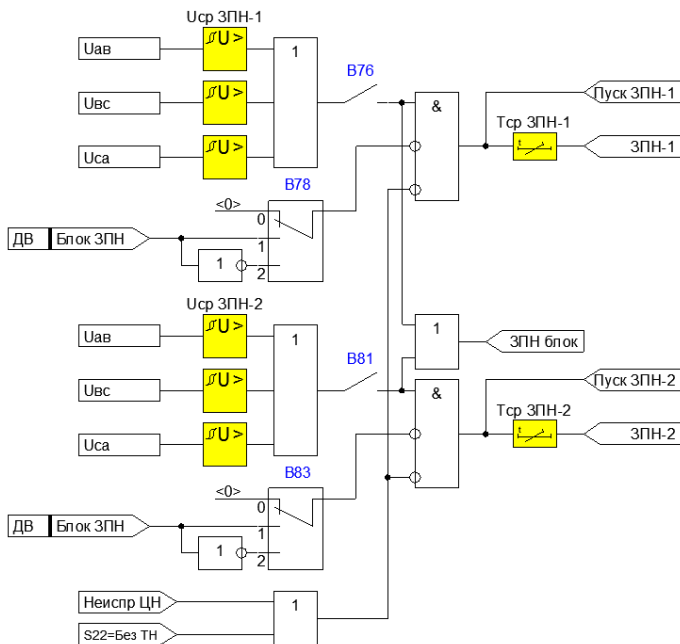 Uср ЗПН-1
Uав
U >
1
В76
Uвс
U >
&
Пуск ЗПН-1
Тср ЗПН-1
t
ЗПН-1
Uса
U >
В78
<0>
0
ДВ Блок ЗПН
1
1
2
Uср ЗПН-2
Uав
U >
1
1
ЗПН блок
В81
Uвс
U >
&
Пуск ЗПН-2
Тср ЗПН-2
t
ЗПН-2
Uса
U >
В83
<0>
0
ДВ Блок ЗПН
1
1
2
Неиспр ЦН
1
S22=Без ТН